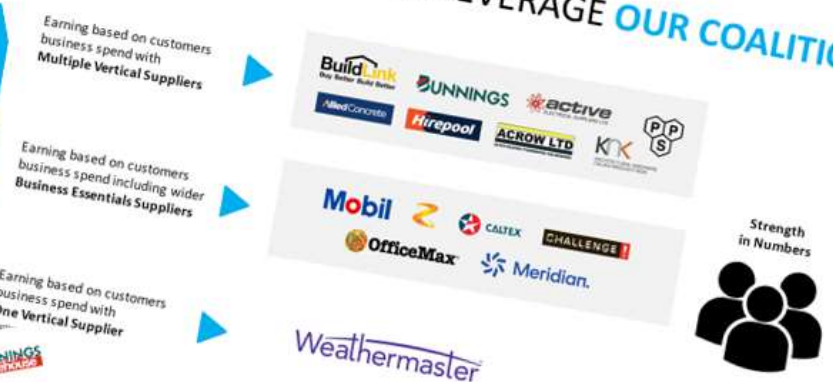 LEVERAGE OUR COALITIO
Earning based on customers
business spend with
Multiple Vertical Suppliers
BuildLink
Buy Better Build Better
BUNNINGS
active
PPS
Allied Concrete
Hirepool
ACROW LTD
Earning based on customers
business spend including wider
Business Essentials Suppliers
Mobil
Z
CALTEX
CHALLENGE!
OfficeMax
Meridian.
Strength
in Numbers
Earning based on customers
business spend with
One Vertical Supplier
Weathermaster